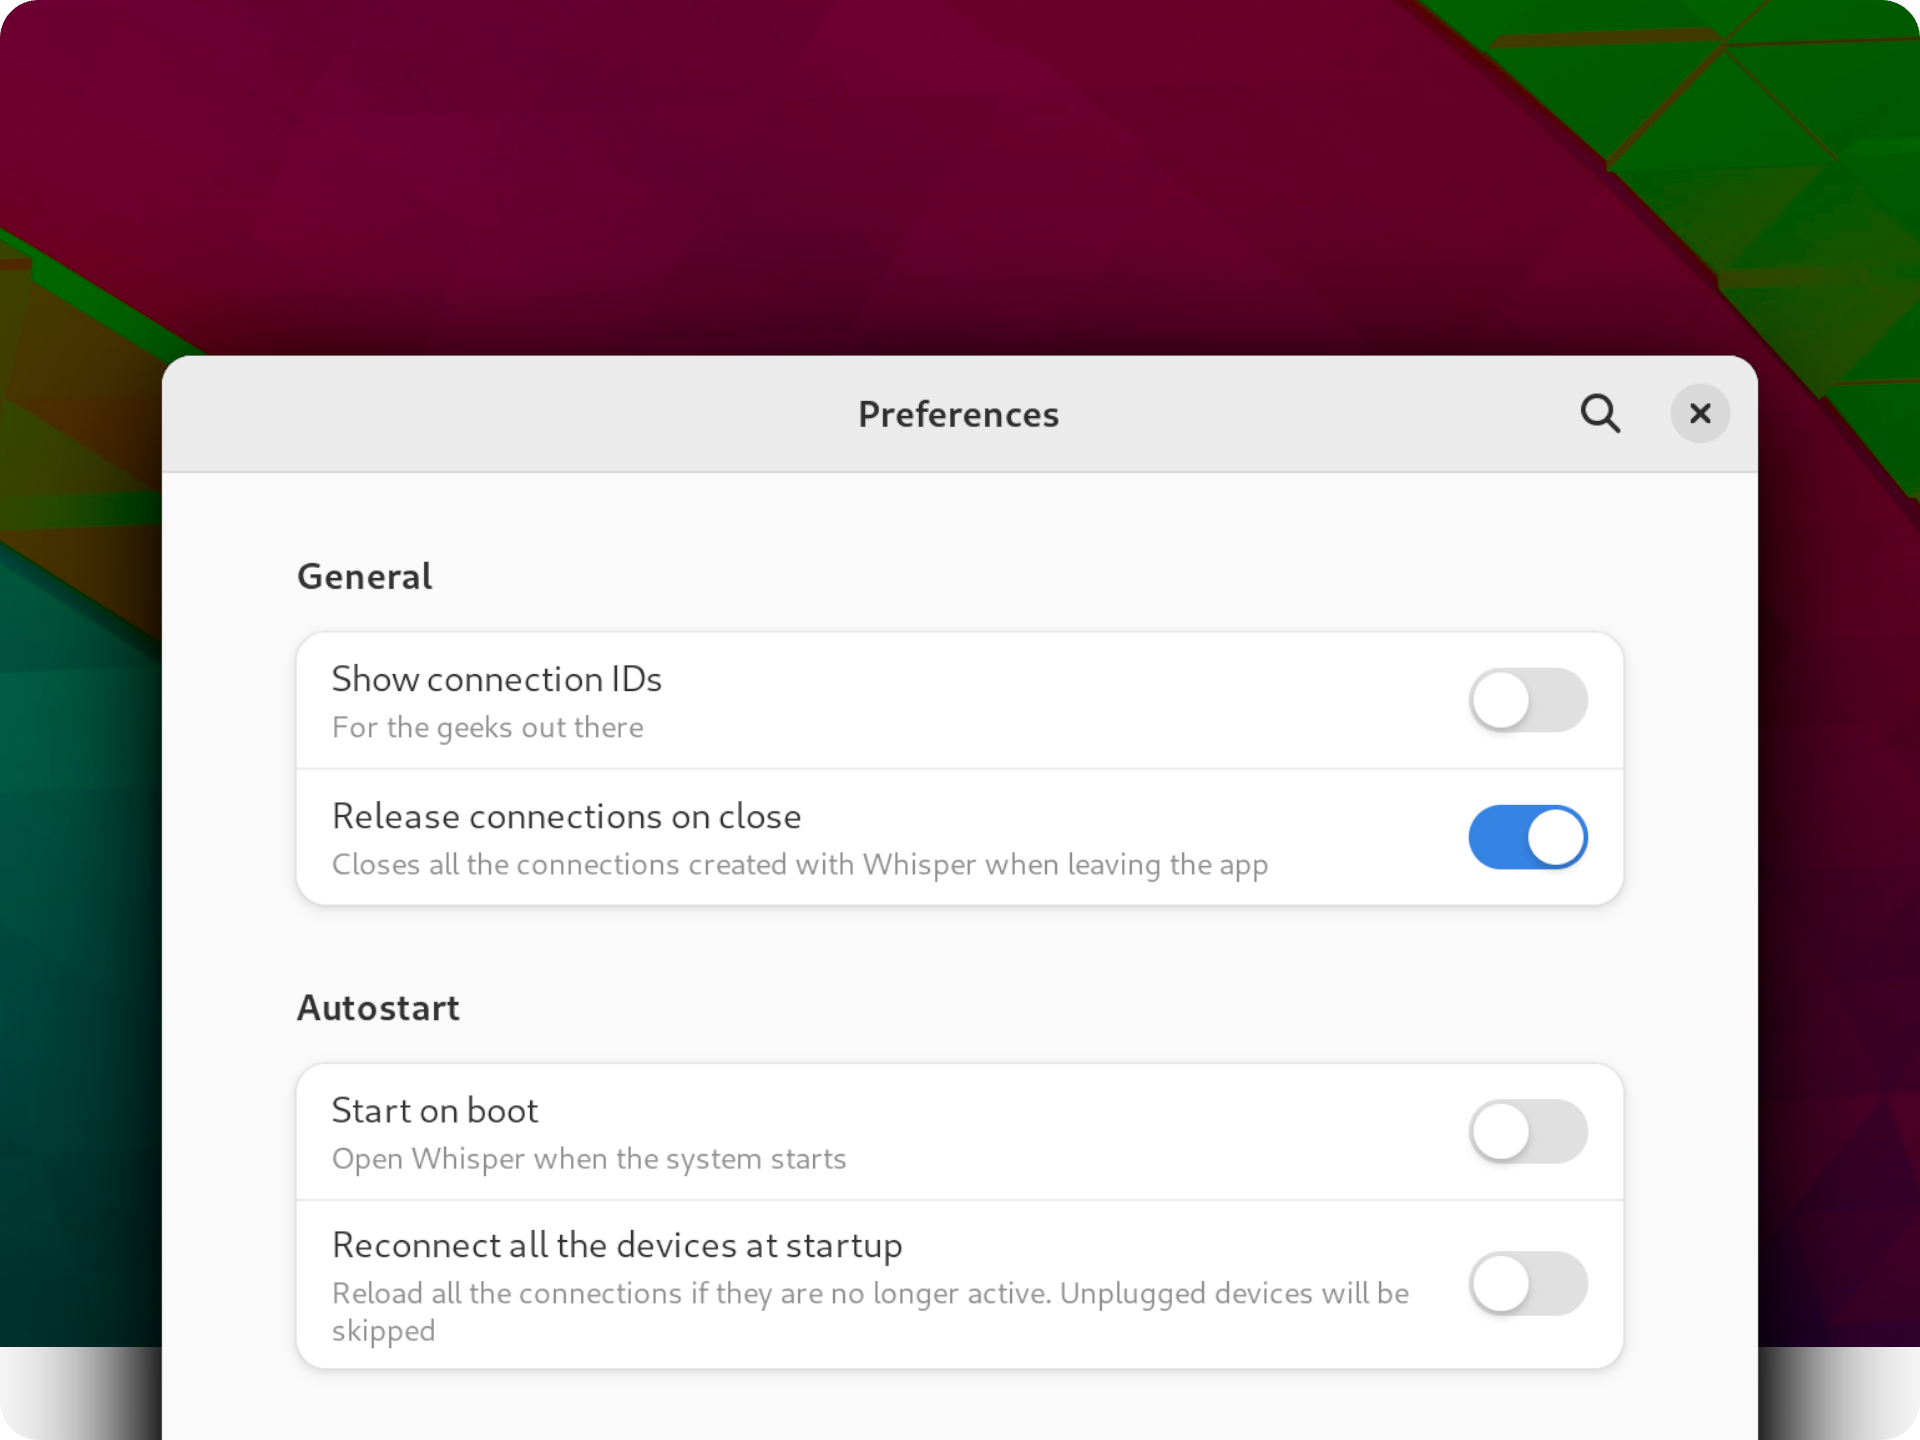 Preferences
General
Show connection IDs
For the geeks out there
Release connections on close
Closes all the connections created with Whisper when leaving the app
Autostart
Start on boot
Open Whisper when the system starts
Reconnect all the devices at startup
Reload all the connections if they are no longer active. Unplugged devices will be
skipped